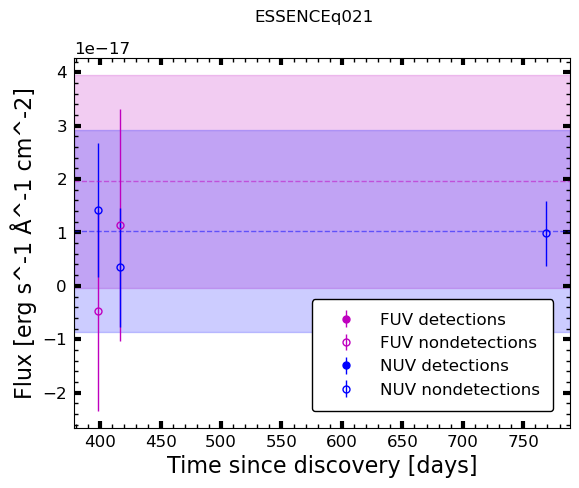 ESSENCEq021
1e−17
4
3
2
1
0
−1
−2
Flux [erg s^-1 Å^-1 cm^-2]
FUV detections
FUV nondetections
NUV detections
NUV nondetections
400 450 500 550 600 650 700 750
Time since discovery [days]